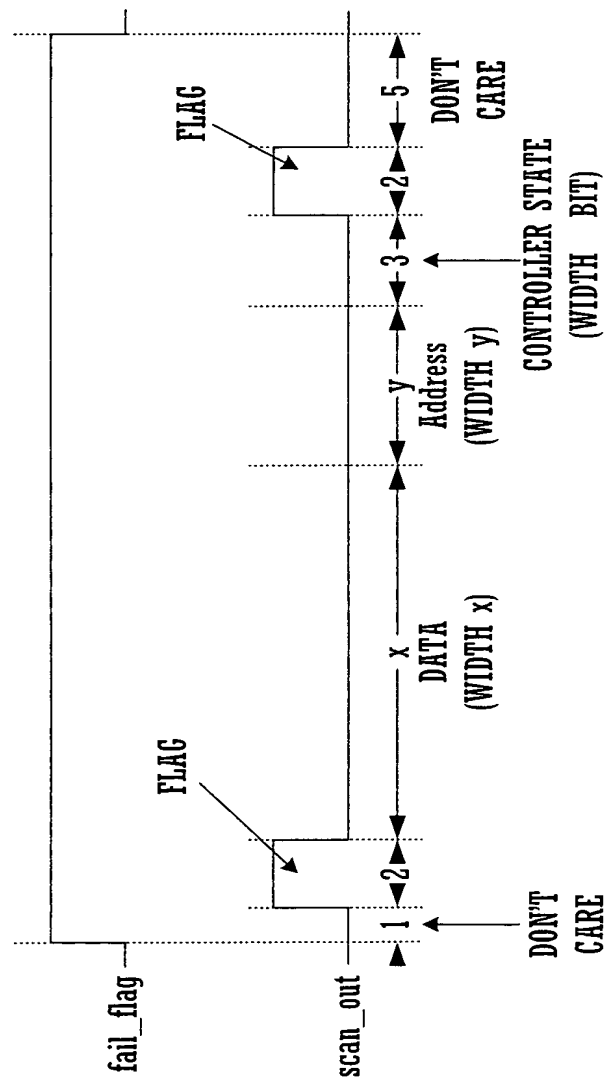 fail_flag
scan_out
FLAG
FLAG
1
2
x
y
3
2
5
DON'T
CARE
DATA
(WIDTH x)
Address
(WIDTH y)
CONTROLLER STATE
(WIDTH BIT)
DON'T
CARE